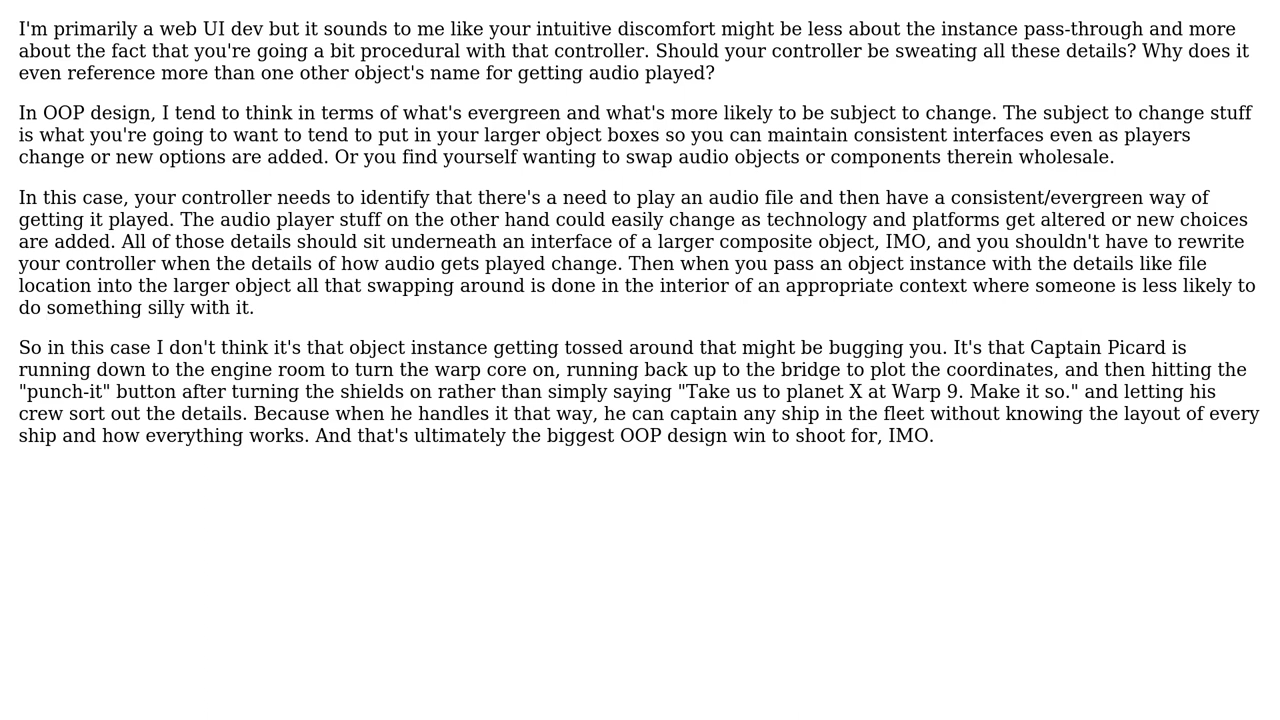 I'm primarily a web UI dev but it sounds to me like your intuitive discomfort might be less about the instance pass-through and more
about the fact that you're going a bit procedural with that controller. Should your controller be sweating all these details? Why does it
even reference more than one other object's name for getting audio played?
In OOP design, I tend to think in terms of what's evergreen and what's more likely to be subject to change. The subject to change stuff
is what you're going to want to tend to put in your larger object boxes so you can maintain consistent interfaces even as players
change or new options are added. Or you find yourself wanting to swap audio objects or components therein wholesale.
In this case, your controller needs to identify that there's a need to play an audio file and then have a consistent/evergreen way of
getting it played. The audio player stuff on the other hand could easily change as technology and platforms get altered or new choices
are added. All of those details should sit underneath an interface of a larger composite object, IMO, and you shouldn't have to rewrite
your controller when the details of how audio gets played change. Then when you pass an object instance with the details like file
location into the larger object all that swapping around is done in the interior of an appropriate context where someone is less likely to
do something silly with it.
So in this case I don't think it's that object instance getting tossed around that might be bugging you. It's that Captain Picard is
running down to the engine room to turn the warp core on, running back up to the bridge to plot the coordinates, and then hitting the
"punch-it" button after turning the shields on rather than simply saying "Take us to planet X at Warp 9. Make it so." and letting his
crew sort out the details. Because when he handles it that way, he can captain any ship in the fleet without knowing the layout of every
ship and how everything works. And that's ultimately the biggest OOP design win to shoot for, IMO.